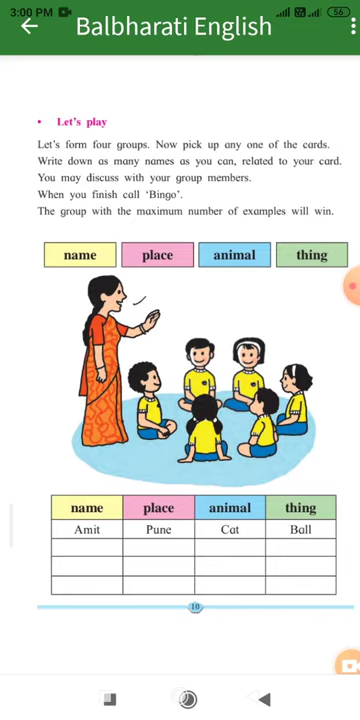 3:00 PM
56
Balbharati English
• Let's play
Let's form four groups. Now pick up any one of the cards.
Write down as many names as you can, related to your card.
You may discuss with your group members.
When you finish call ‘Bingo’.
The group with the maximum number of examples will win.
name place animal thing
name place animal thing
Amit Pune Cat Ball
10